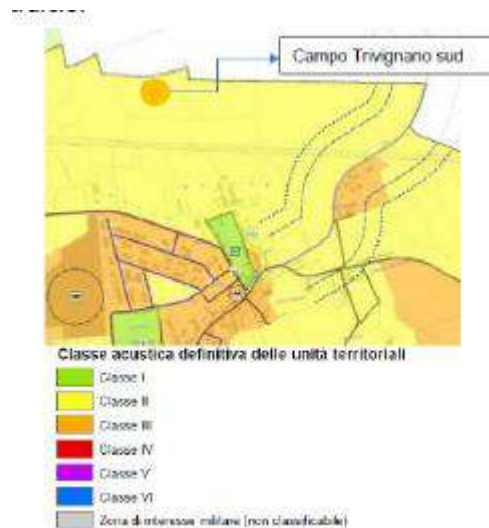 Campo Trivignano sud
Classe acustica definitiva delle unità territoriali
Classe I
Classe II
Classe III
Classe IV
Classe V
Classe VI
Zona di interesse militare (non classificabile)